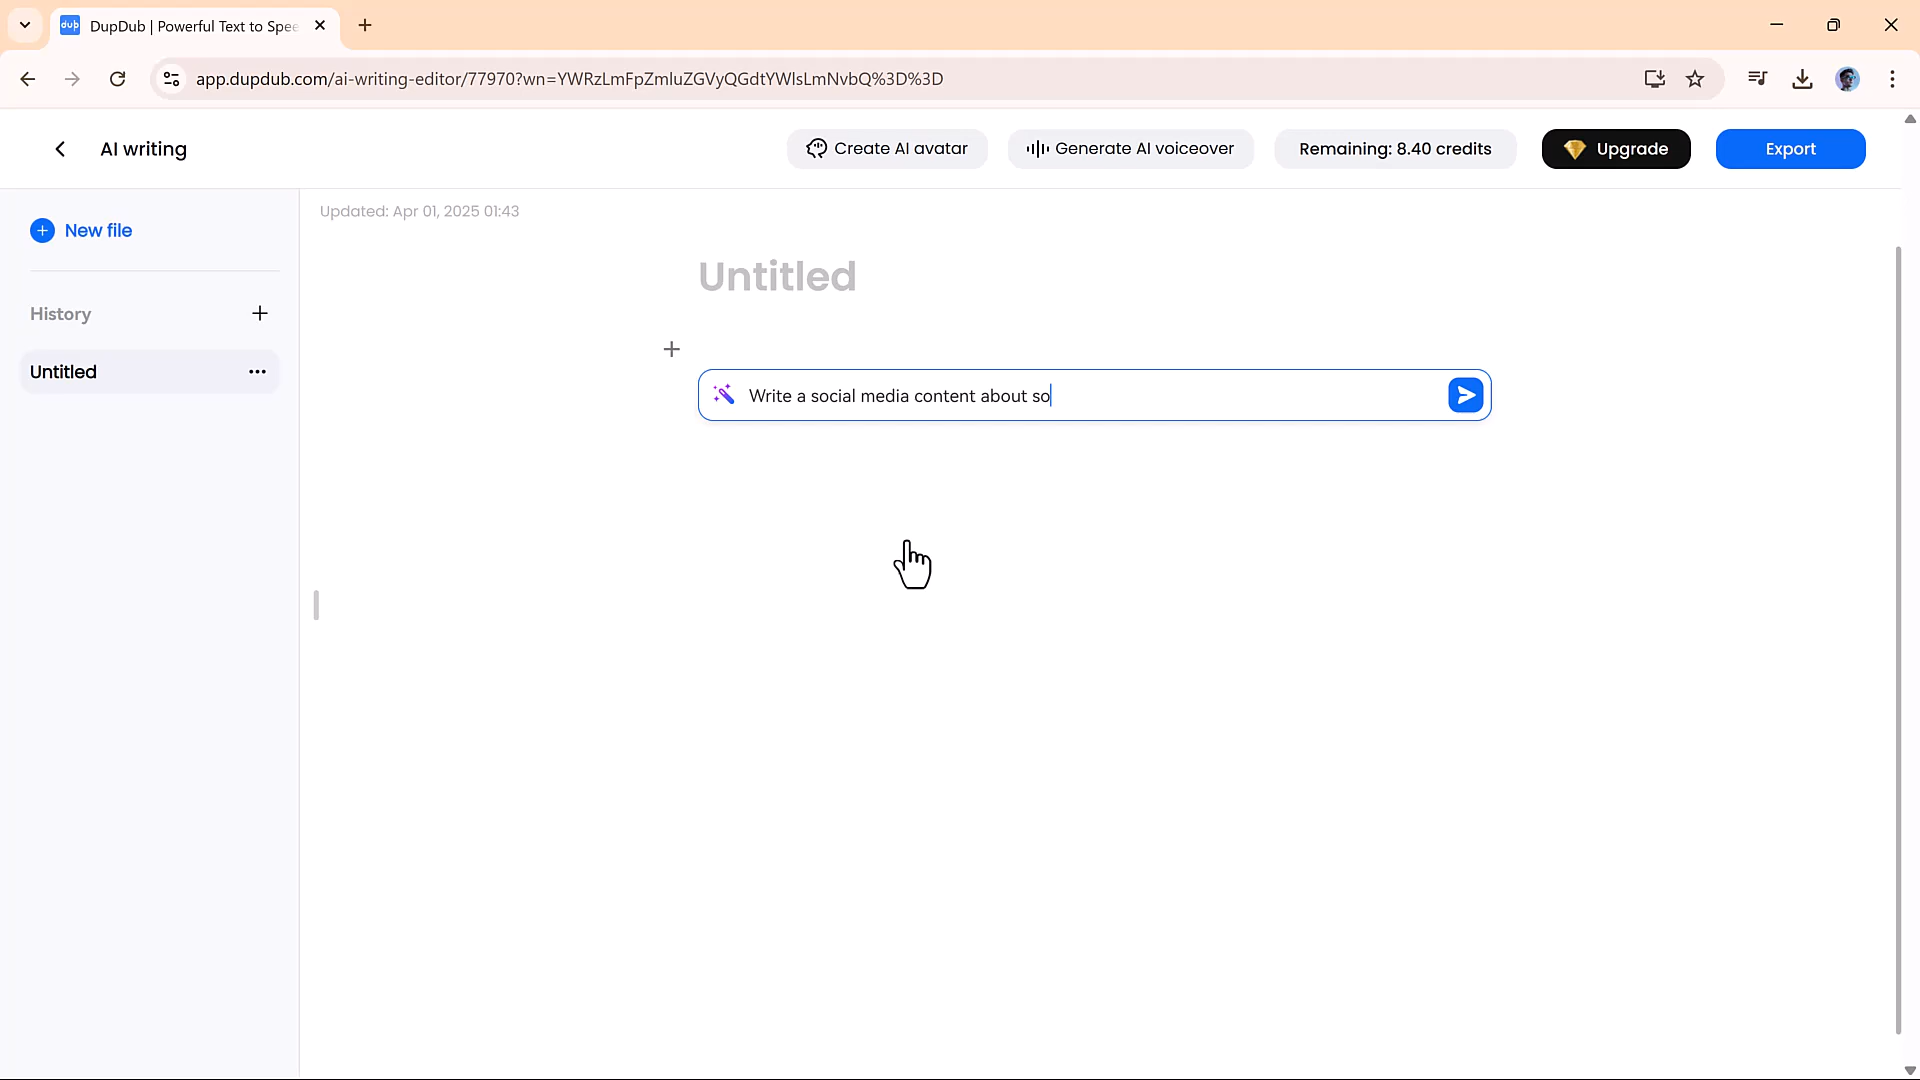 dub DupDub | Powerful Text to Spee
app.dupdub.com/ai-writing-editor/77970?wn=YWRzLmFpZmluZGVyQGdtYWlsLmNvbQ%3D%3D
AI writing
Create AI avatar
Generate AI voiceover
Remaining: 8.40 credits
Upgrade
Export
New file
Updated: Apr 01, 2025 01:43
Untitled
History
Untitled
Write a social media content about so